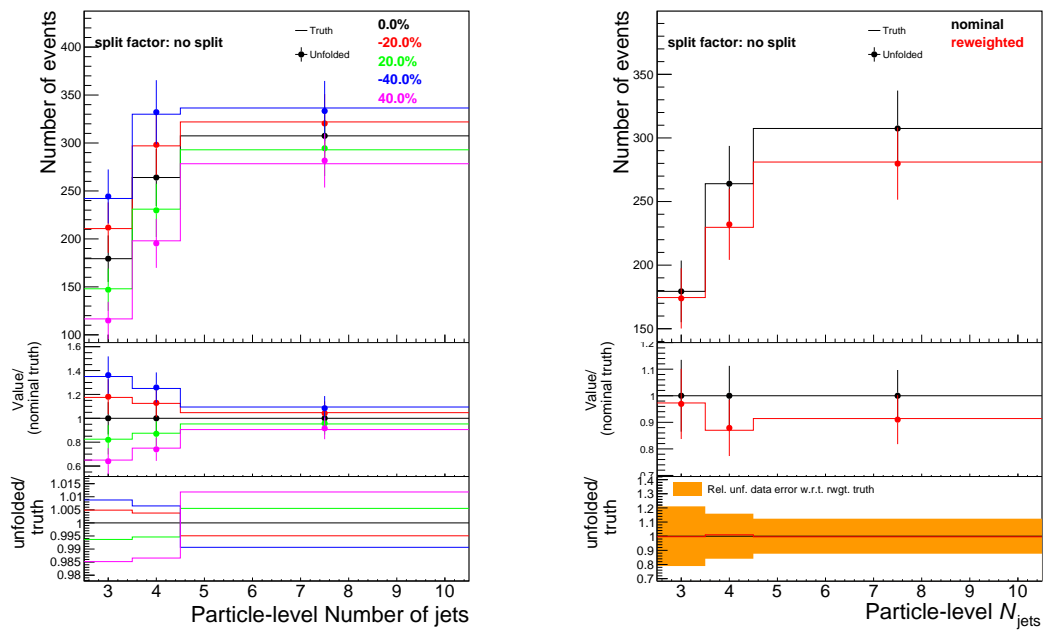 split factor: no split
Truth
Unfolded
0.0%
-20.0%
20.0%
-40.0%
40.0%
Number of events
400
350
300
250
200
150
100
Value/
(nominal truth)
1.6
1.4
1.2
1
0.8
0.6
unfolded/
truth
1.015
1.01
1.005
1
0.995
0.99
0.985
0.98
3 4 5 6 7 8 9 10
Particle-level Number of jets
split factor: no split
Truth
Unfolded
nominal
reweighted
Number of events
400
350
300
250
200
150
Value/
(nominal truth)
1.2
1.1
1
0.9
0.8
0.7
unfolded/
truth
Rel. unf. data error w.r.t. rwgt. truth
1.4
1.3
1.2
1.1
1
0.9
0.8
0.7
3 4 5 6 7 8 9 10
Particle-level Njets